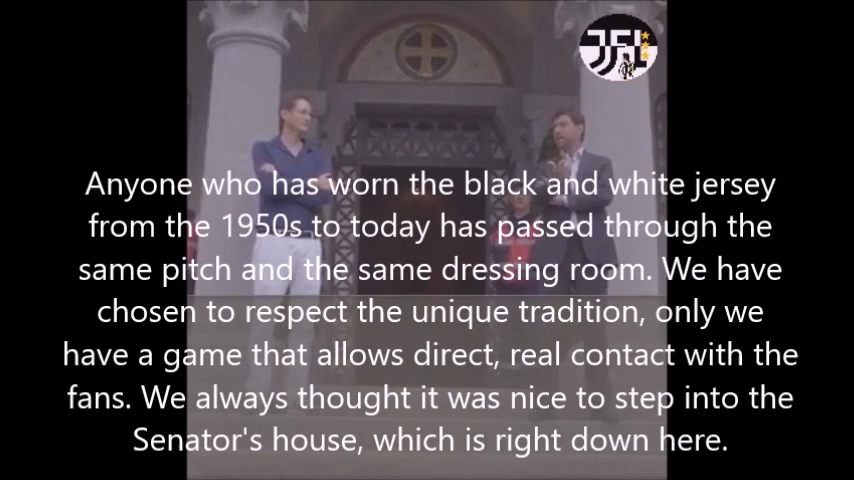 JFL
Anyone who has worn the black and white jersey
from the 1950s to today has passed through the
same pitch and the same dressing room. We have
chosen to respect the unique tradition, only we
have a game that allows direct, real contact with the
fans. We always thought it was nice to step into the
Senator's house, which is right down here.